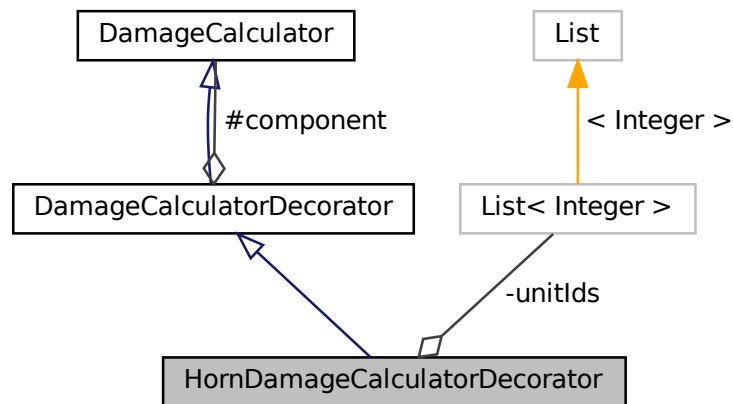 DamageCalculator
List
#component
< Integer >
DamageCalculatorDecorator
List< Integer >
-unitIds
HornDamageCalculatorDecorator